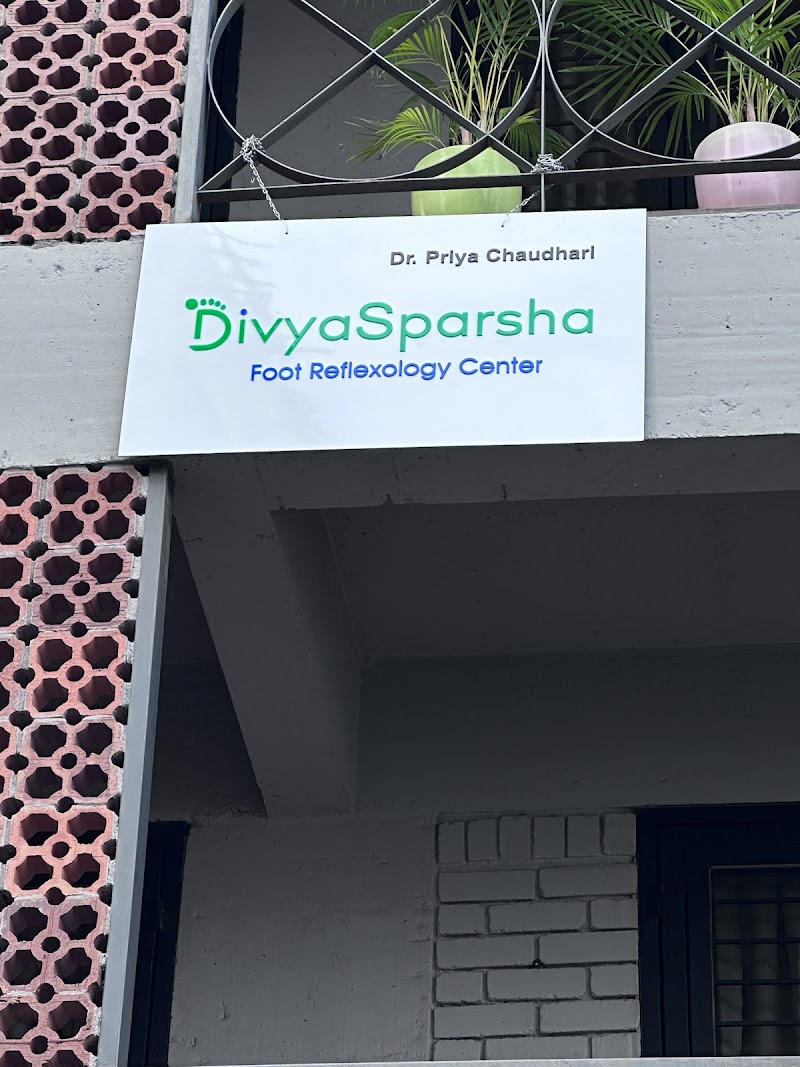 Dr. Priya Chaudhari
DivyaSparsha
Foot Reflexology Center